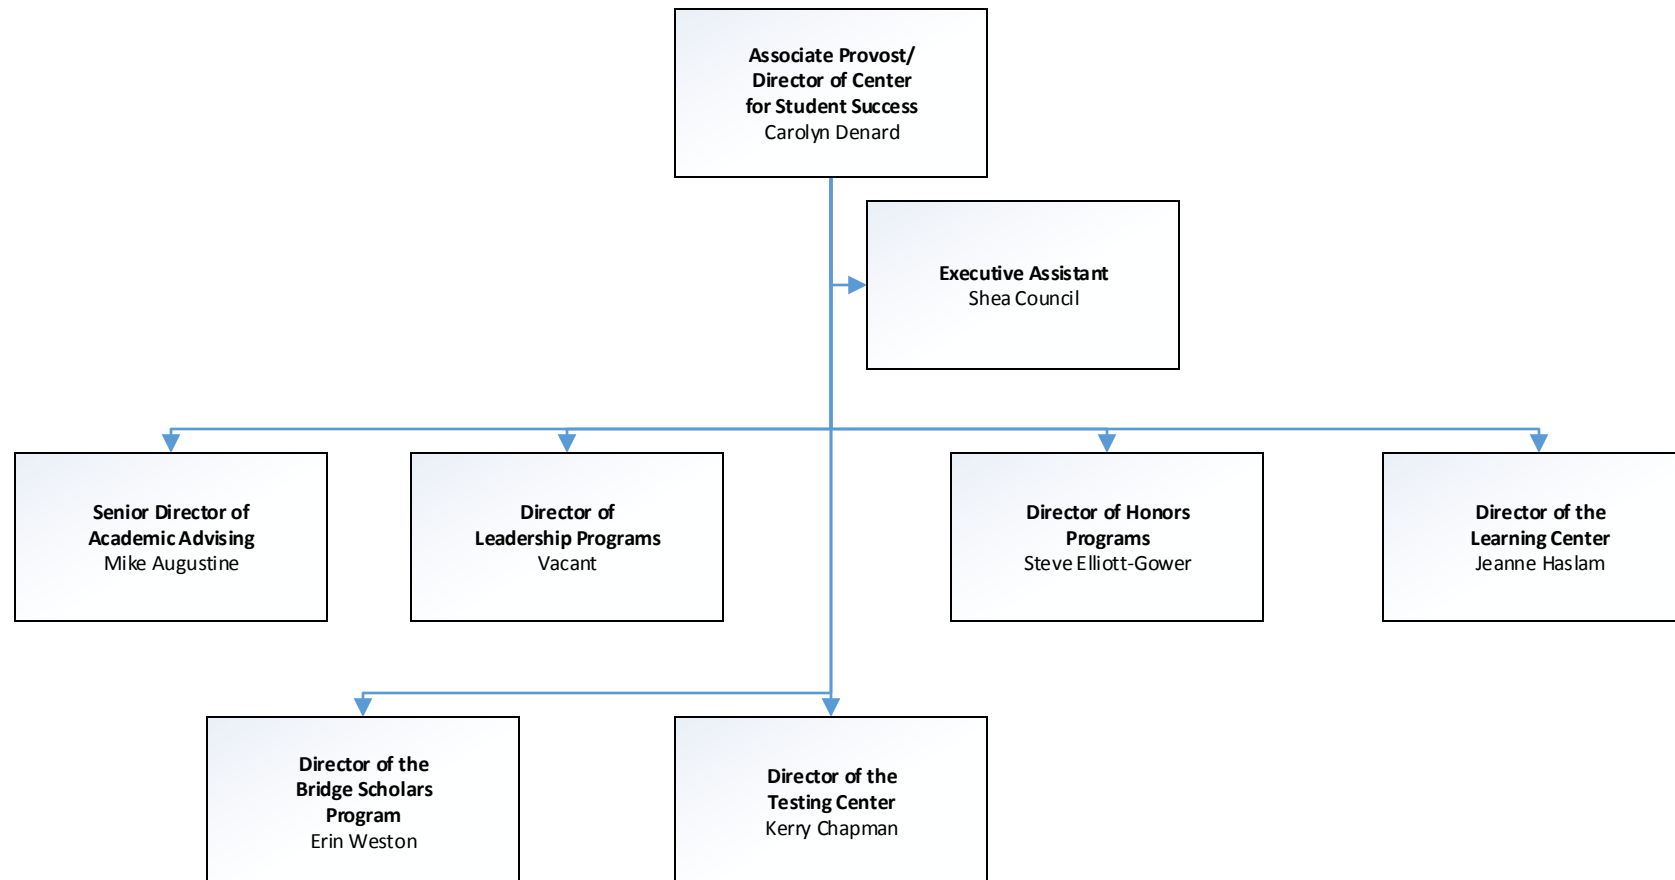 Associate Provost/
Director of Center
for Student Success
Carolyn Denard
Executive Assistant
Shea Council
Senior Director of
Academic Advising
Mike Augustine
Director of
Leadership Programs
Vacant
Director of Honors
Programs
Steve Elliott-Gower
Director of the
Learning Center
Jeanne Haslam
Director of the
Bridge Scholars
Program
Erin Weston
Director of the
Testing Center
Kerry Chapman